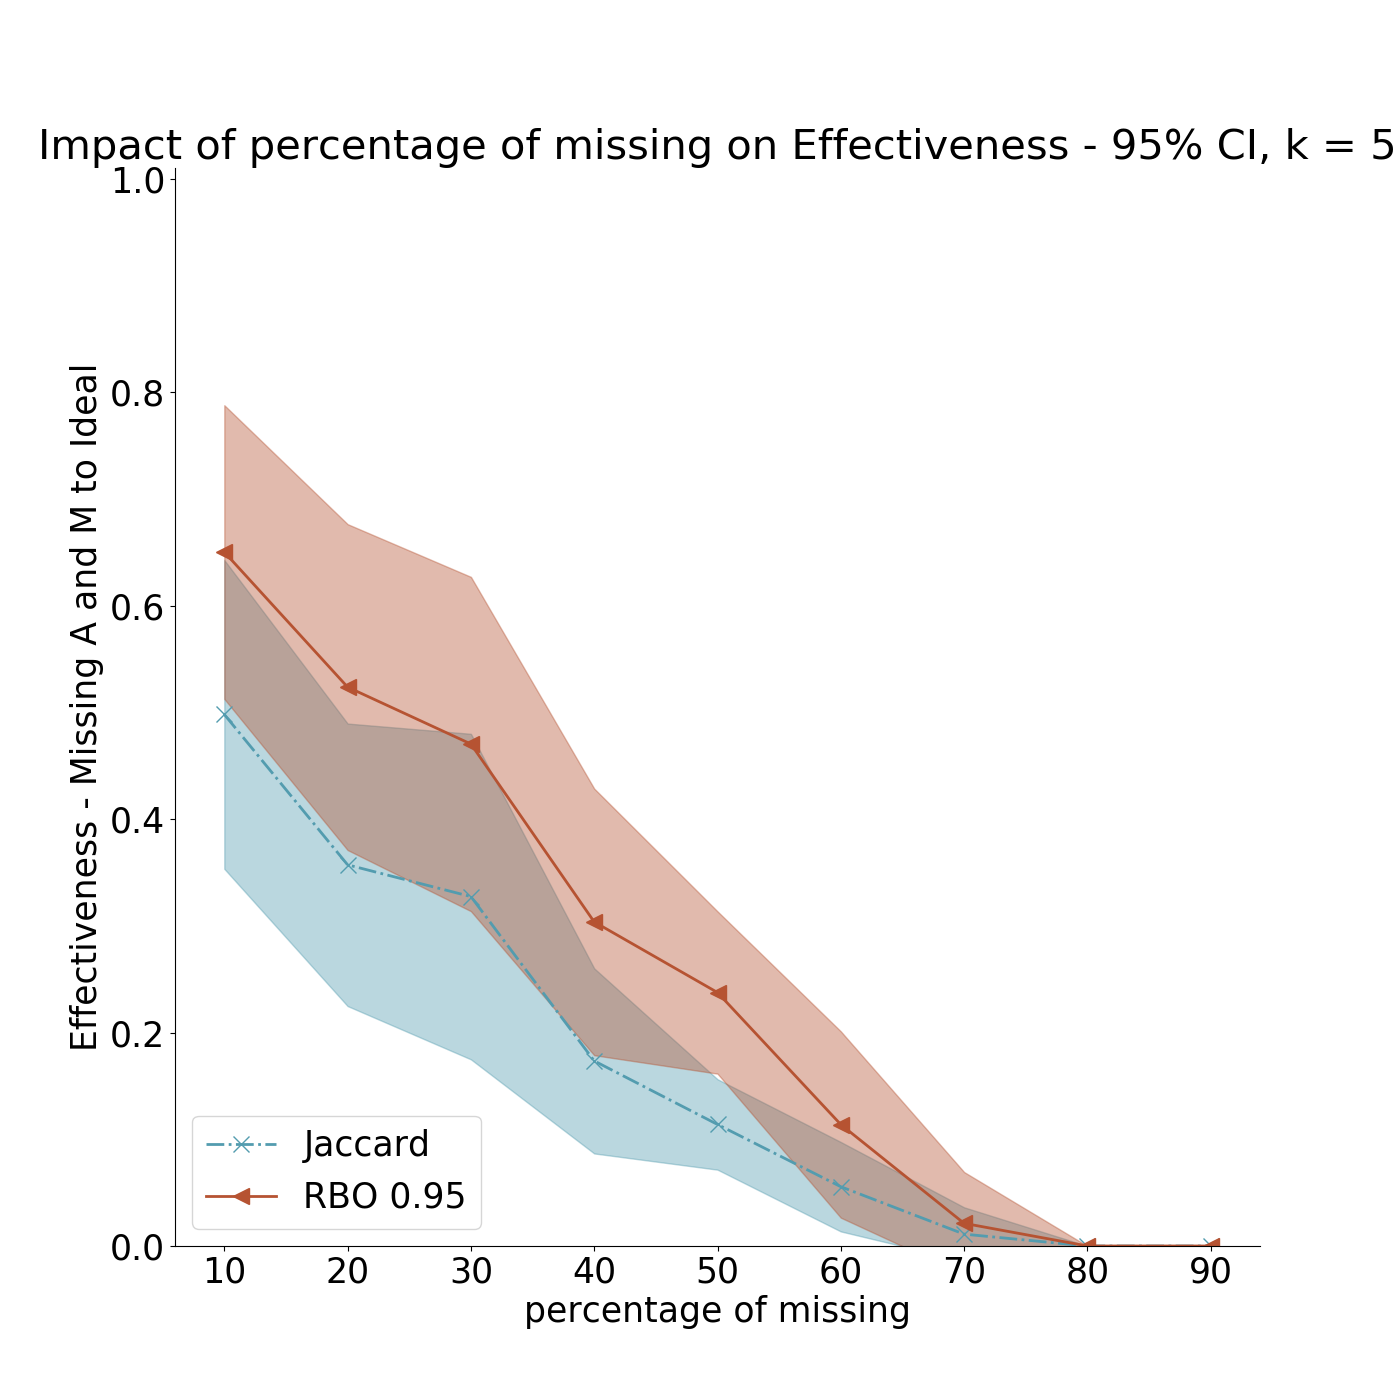 Impact of percentage of missing on Effectiveness - 95% CI, k = 5
Effectiveness - Missing A and M to Ideal
1.0
0.8
0.6
0.4
0.2
0.0
Jaccard
RBO 0.95
10 20 30 40 50 60 70 80 90
percentage of missing